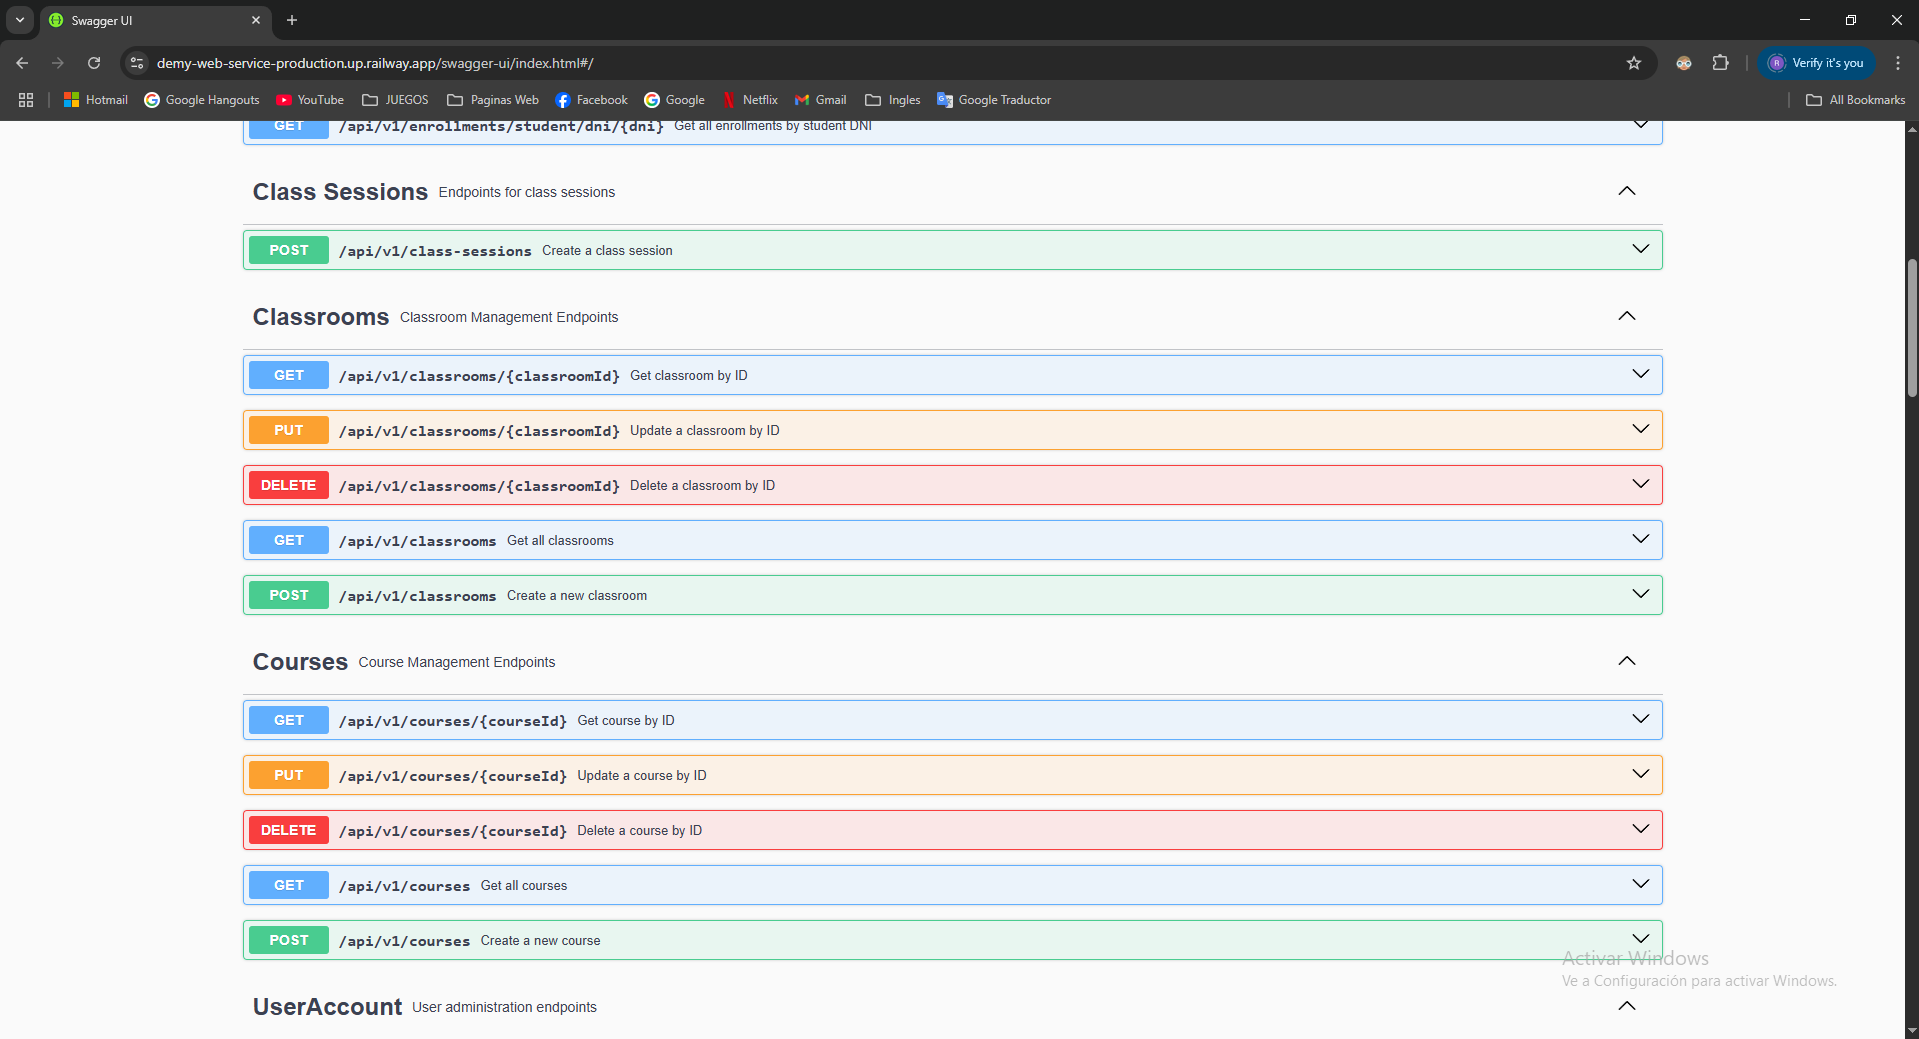 Swagger UI
demy-web-service-production.up.railway.app/swagger-ui/index.html#/
Verify it's you
Hotmail Google Hangouts YouTube JUEGOS Paginas Web Facebook Google Netflix Gmail Ingles Google Traductor All Bookmarks
GET /api/v1/enrollments/student/dni/{dni} Get all enrollments by student DNI
Class Sessions Endpoints for class sessions
POST /api/v1/class-sessions Create a class session
Classrooms Classroom Management Endpoints
GET /api/v1/classrooms/{classroomId} Get classroom by ID
PUT /api/v1/classrooms/{classroomId} Update a classroom by ID
DELETE /api/v1/classrooms/{classroomId} Delete a classroom by ID
GET /api/v1/classrooms Get all classrooms
POST /api/v1/classrooms Create a new classroom
Courses Course Management Endpoints
GET /api/v1/courses/{courseId} Get course by ID
PUT /api/v1/courses/{courseId} Update a course by ID
DELETE /api/v1/courses/{courseId} Delete a course by ID
GET /api/v1/courses Get all courses
POST /api/v1/courses Create a new course
Activar Windows
Ve a Configuración para activar Windows.
UserAccount User administration endpoints